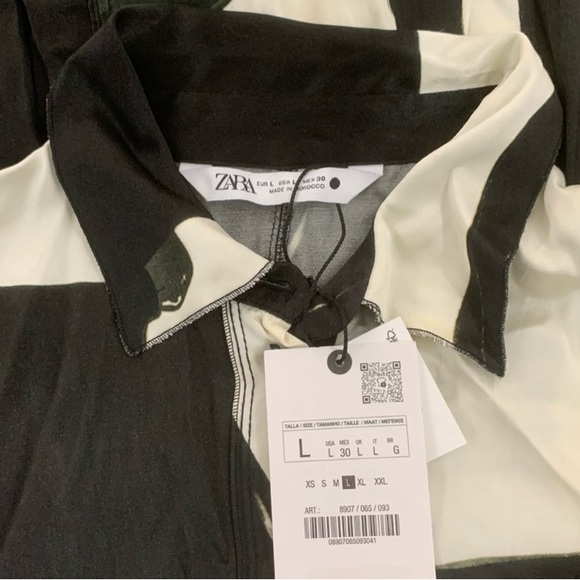 ZARA
EUR L USA L MEX 30
MADE IN MOROCCO
TALLA / SIZE / TAMANHO / TAILLE / MAAT / ΜΕΓΕΘΟΣ
L
USA MEX UK IT BR
L 30 L L G
XS S M L XL XXL
ART.: 8907 / 065 / 093
08907065093041